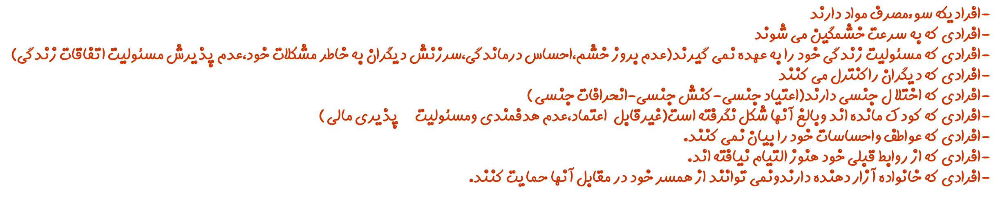 -افرادیکه سوءمصرف مواد دارند
-افرادی که به سرعت خشمگین می شوند
-افرادی که مسئولیت زندگی خود را به عهده نمی گیرند(عدم بروز خشم،احساس درماندگی،سرزنش دیگران به خاطر مشکلات خود،عدم پذیرش مسئولیت اتفاقات زندگی)
-افرادی که دیگران راکنترل می کنند
-افرادی که اختلال جنسی دارند(اعتیاد جنسی-کنش جنسی-انحرافات جنسی)
-افرادی که کودک مانده اند وبالغ آنها شکل نگرفته است(غیرقابل اعتماد،عدم هدفمندی ومسئولیت پذیری مالی)
-افرادی که عواطف واحساسات خود را بیان نمی کنند.
-افرادی که از روابط قبلی خود هنوز التیام نیافته اند.
-افرادی که خانواده آزار دهنده دارندونمی توانند از همسر خود در مقابل آنها حمایت کنند.